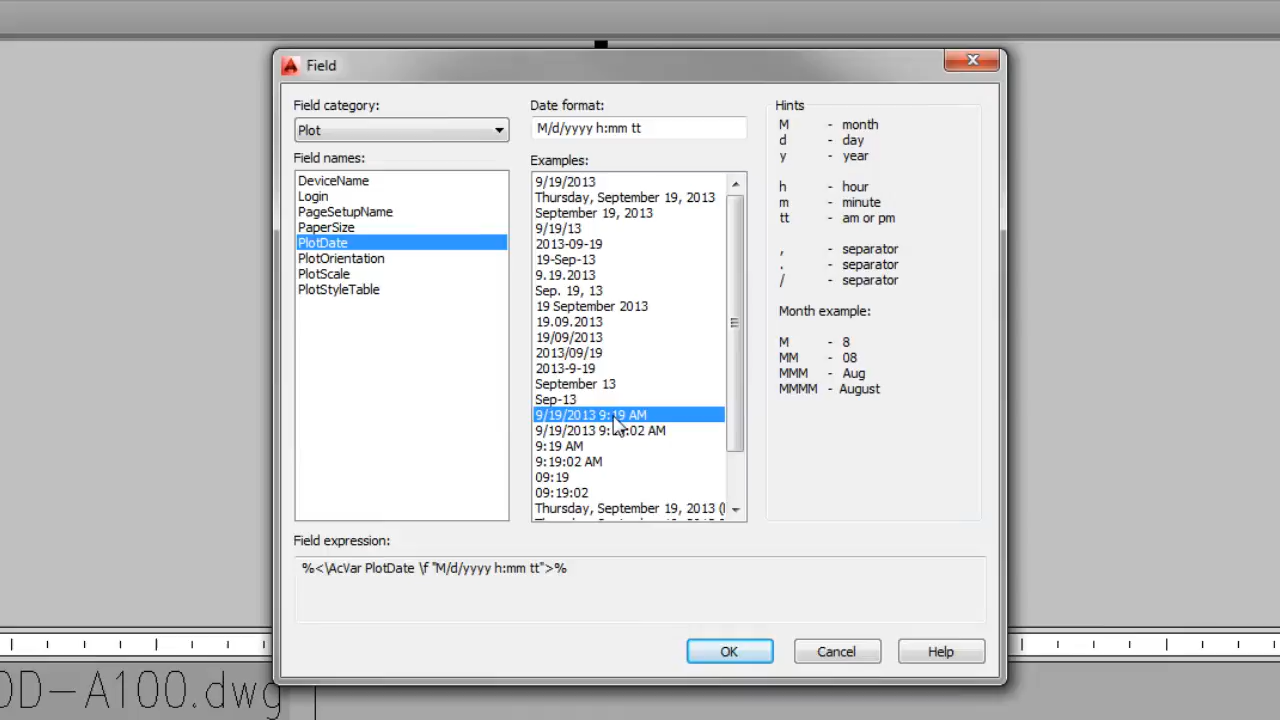 Field
Field category:
Plot
Field names:
DeviceName
Login
PageSetupName
PaperSize
PlotDate
PlotOrientation
PlotScale
PlotStyleTable
Date format:
M/d/yyyy h:mm tt
Examples:
9/19/2013
Thursday, September 19, 2013
September 19, 2013
9/19/13
2013-09-19
19-Sep-13
9.19.2013
Sep. 19, 13
19 September 2013
19.09.2013
19/09/2013
2013/09/19
2013-9-19
September 13
Sep-13
9/19/2013 9:19 AM
9/19/2013 9:19:02 AM
9:19 AM
9:19:02 AM
09:19
09:19:02
Thursday, September 19, 2013
Hints
M - month
d - day
y - year
h - hour
m - minute
tt - am or pm
, - separator
. - separator
/ - separator
Month example:
M - 8
MM - 08
MMM - Aug
MMMM - August
Field expression:
%<\AcVar PlotDate \f "M/d/yyyy h:mm tt">%
OK
Cancel
Help
OD-A100.dwg